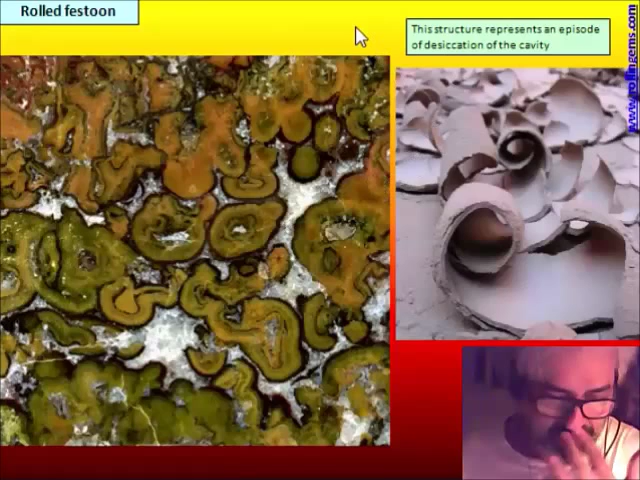 Rolled festoon
This structure represents an episode
of desiccation of the cavity